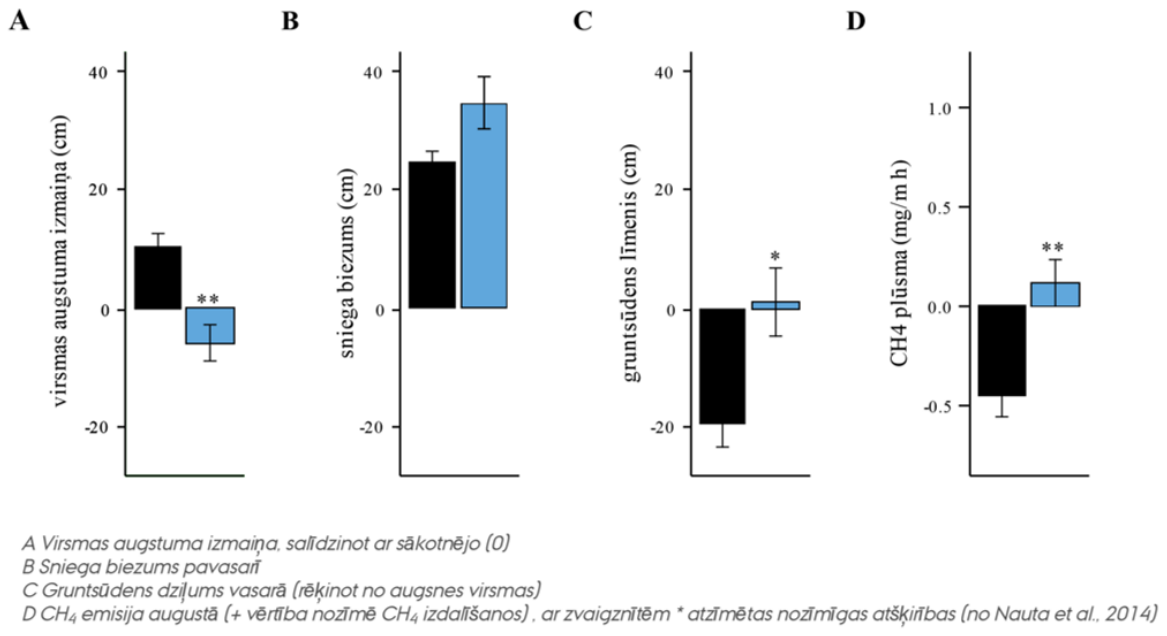 A
B
C
D
virsmas augstuma izmaiņa (cm)
40
20
0
-20
**
sniega biezums (cm)
40
20
0
-20
gruntsūdens līmenis (cm)
40
20
0
-20
*
CH4 plūsma (mg/m h)
1.0
0.5
0.0
-0.5
**
A Virsmas augstuma izmaiņa, salīdzinot ar sākotnējo (0)
B Sniega biezums pavasarī
C Gruntsūdens dziļums vasarā (rēķinot no augsnes virsmas)
D CH₄ emisija augustā (+ vērtība nozīmē CH₄ izdalīšanos) , ar zvaigznītēm * atzīmētas nozīmīgas atšķirības (no Nauta et al., 2014)